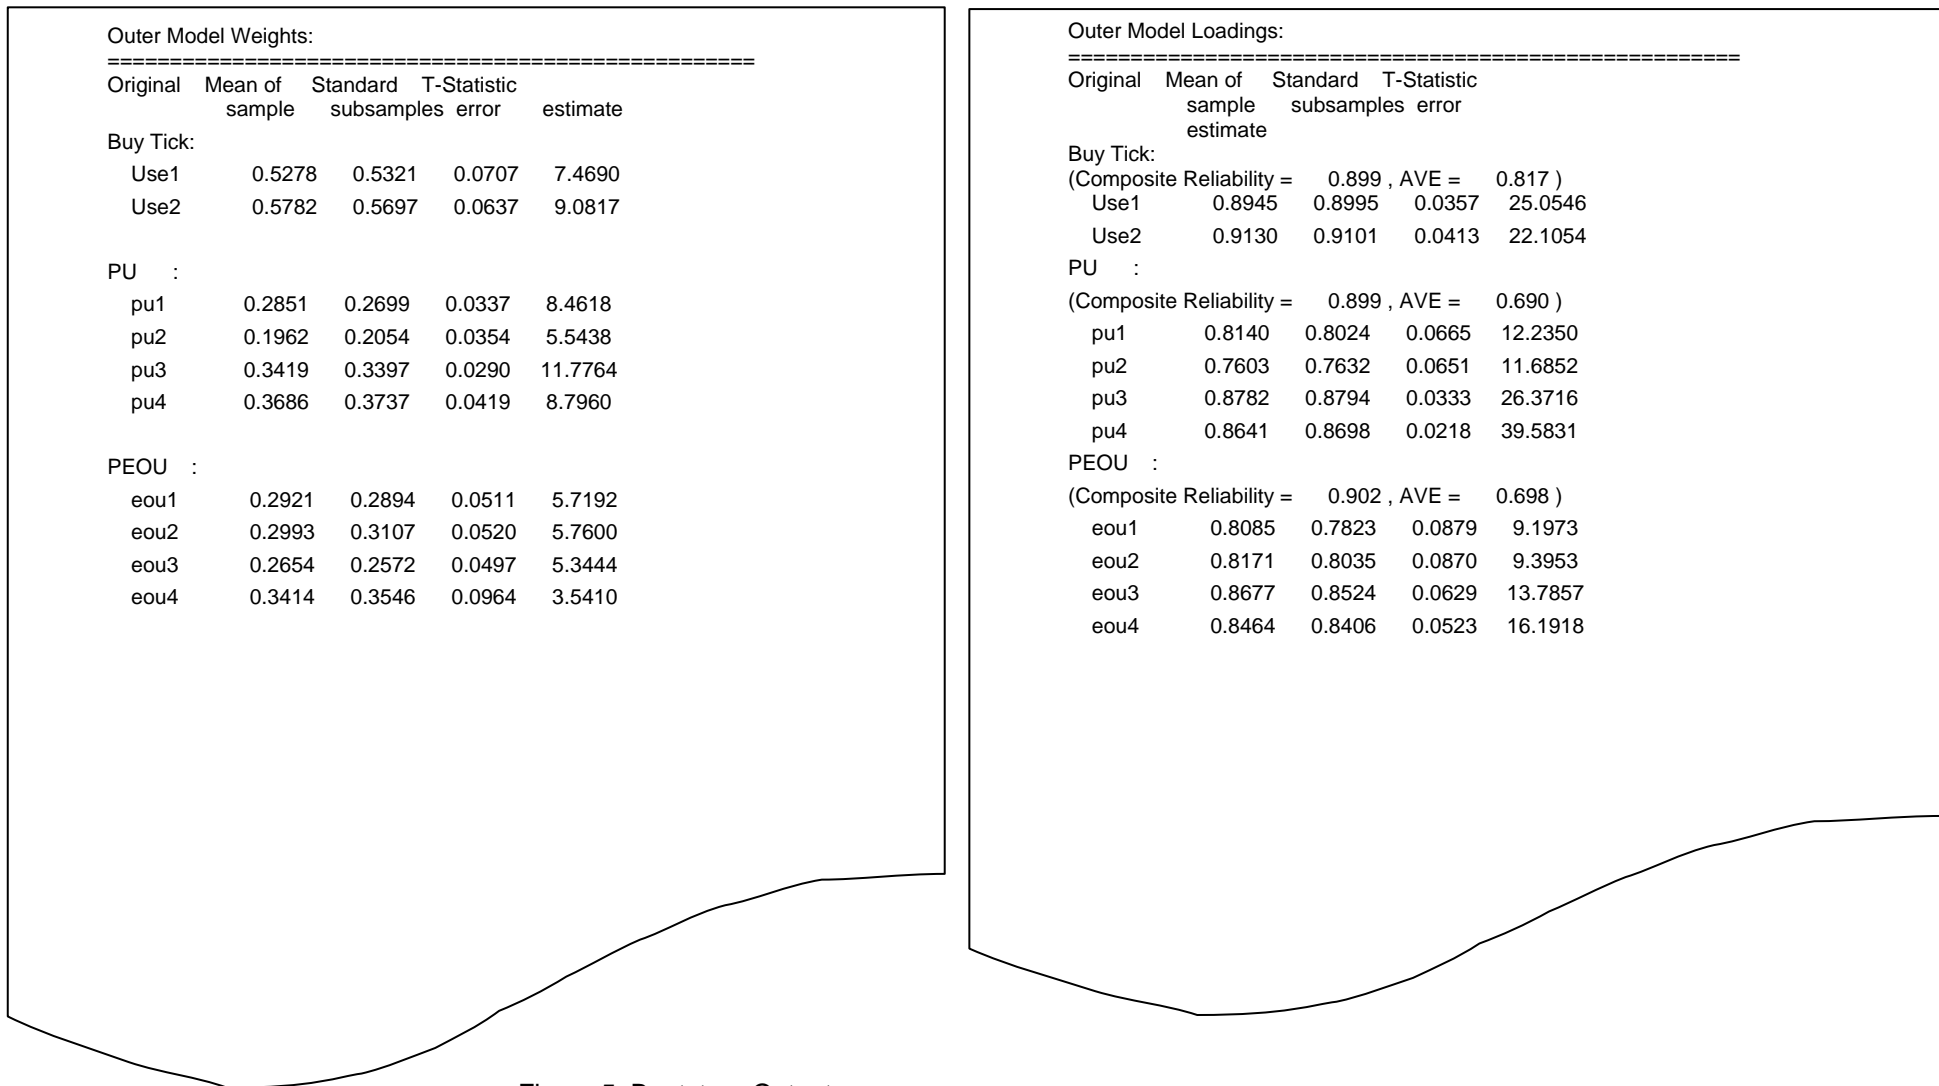 Outer Model Weights:
====================================================
Original Mean of Standard T-Statistic
sample subsamples error estimate
Buy Tick:
Use1 0.5278 0.5321 0.0707 7.4690
Use2 0.5782 0.5697 0.0637 9.0817
PU :
pu1 0.2851 0.2699 0.0337 8.4618
pu2 0.1962 0.2054 0.0354 5.5438
pu3 0.3419 0.3397 0.0290 11.7764
pu4 0.3686 0.3737 0.0419 8.7960
PEOU :
eou1 0.2921 0.2894 0.0511 5.7192
eou2 0.2993 0.3107 0.0520 5.7600
eou3 0.2654 0.2572 0.0497 5.3444
eou4 0.3414 0.3546 0.0964 3.5410
Outer Model Loadings:
======================================================
Original Mean of Standard T-Statistic
sample subsamples error
estimate
Buy Tick:
(Composite Reliability = 0.899 , AVE = 0.817 )
Use1 0.8945 0.8995 0.0357 25.0546
Use2 0.9130 0.9101 0.0413 22.1054
PU :
(Composite Reliability = 0.899 , AVE = 0.690 )
pu1 0.8140 0.8024 0.0665 12.2350
pu2 0.7603 0.7632 0.0651 11.6852
pu3 0.8782 0.8794 0.0333 26.3716
pu4 0.8641 0.8698 0.0218 39.5831
PEOU :
(Composite Reliability = 0.902 , AVE = 0.698 )
eou1 0.8085 0.7823 0.0879 9.1973
eou2 0.8171 0.8035 0.0870 9.3953
eou3 0.8677 0.8524 0.0629 13.7857
eou4 0.8464 0.8406 0.0523 16.1918